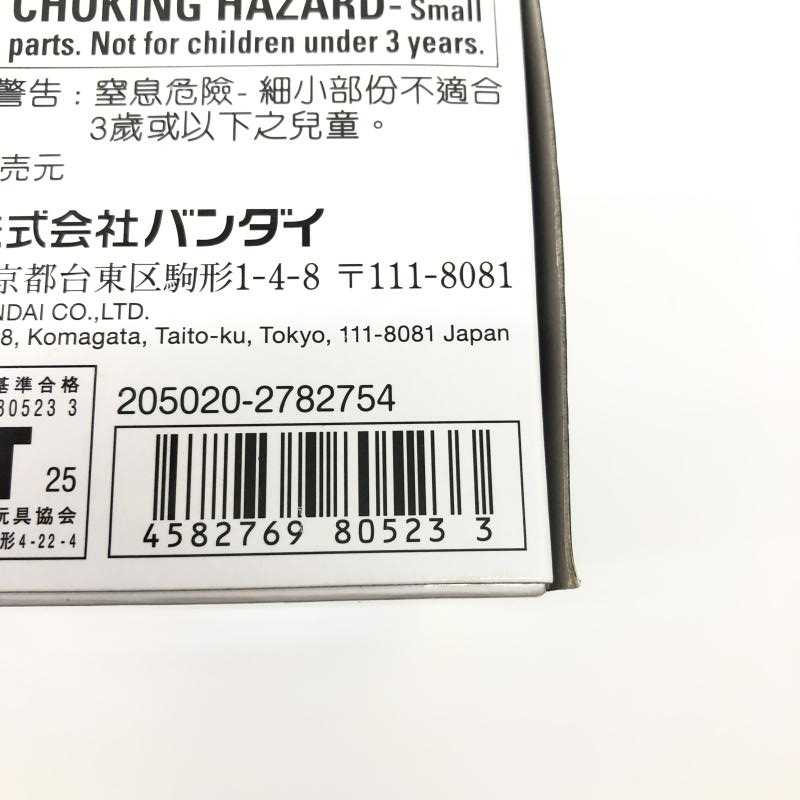 CHOKING HAZARD- Small
parts. Not for children under 3 years.
警告：窒息危險- 細小部份不適合
3歲或以下之兒童。
売元
式会社バンダイ
京都台東区駒形1-4-8 〒111-8081
NDAI CO.,LTD.
8, Komagata, Taito-ku, Tokyo, 111-8081 Japan
基準合格
80523 3
T
25
玩具協会
形4-22-4
205020-2782754
4582769 80523 3